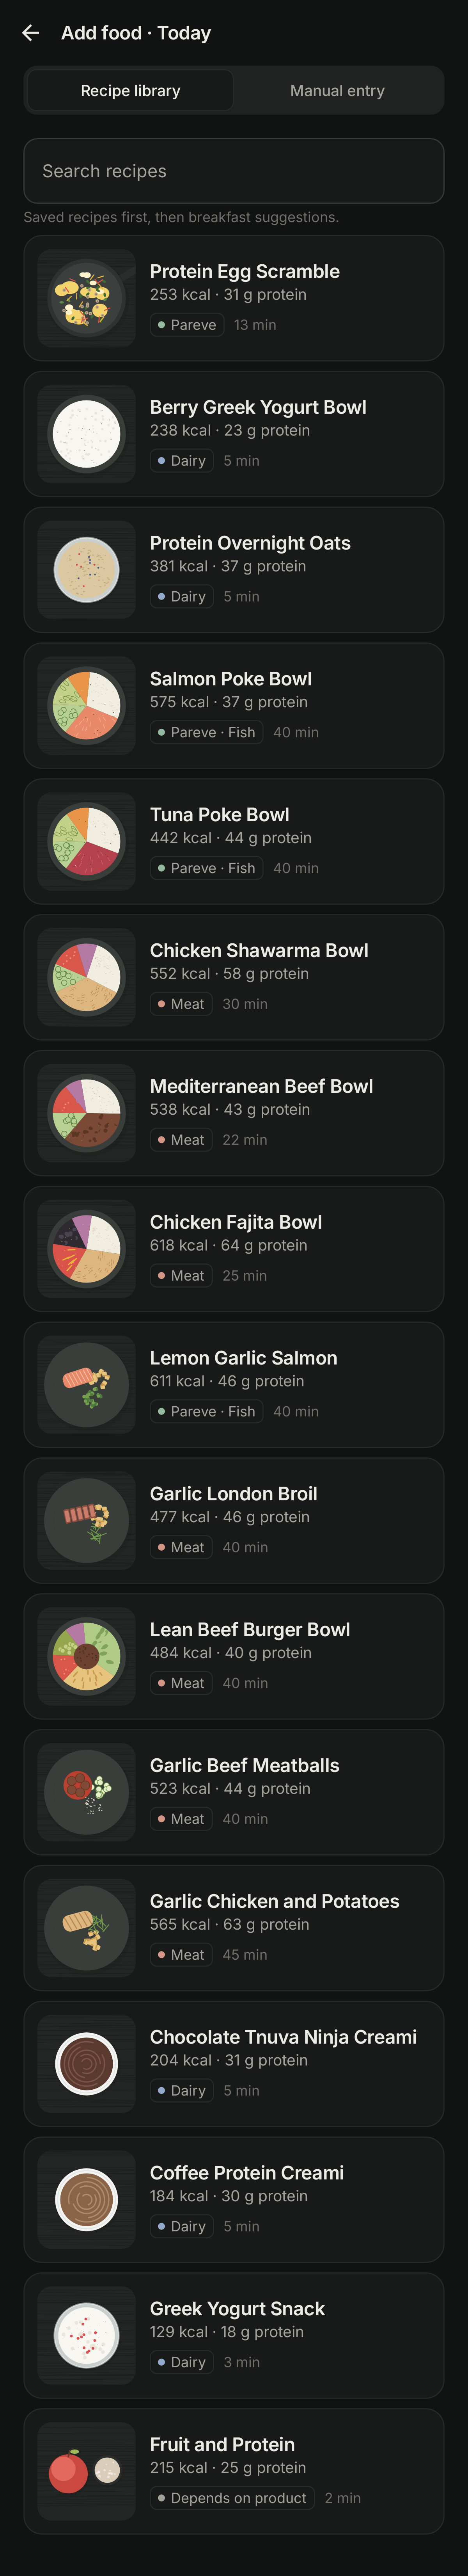 Add food · Today
Recipe library
Manual entry
Search recipes
Saved recipes first, then breakfast suggestions.
Protein Egg Scramble
253 kcal · 31 g protein
Pareve 13 min
Berry Greek Yogurt Bowl
238 kcal · 23 g protein
Dairy 5 min
Protein Overnight Oats
381 kcal · 37 g protein
Dairy 5 min
Salmon Poke Bowl
575 kcal · 37 g protein
Pareve · Fish 40 min
Tuna Poke Bowl
442 kcal · 44 g protein
Pareve · Fish 40 min
Chicken Shawarma Bowl
552 kcal · 58 g protein
Meat 30 min
Mediterranean Beef Bowl
538 kcal · 43 g protein
Meat 22 min
Chicken Fajita Bowl
618 kcal · 64 g protein
Meat 25 min
Lemon Garlic Salmon
611 kcal · 46 g protein
Pareve · Fish 40 min
Garlic London Broil
477 kcal · 46 g protein
Meat 40 min
Lean Beef Burger Bowl
484 kcal · 40 g protein
Meat 40 min
Garlic Beef Meatballs
523 kcal · 44 g protein
Meat 40 min
Garlic Chicken and Potatoes
565 kcal · 63 g protein
Meat 45 min
Chocolate Tnuva Ninja Creami
204 kcal · 31 g protein
Dairy 5 min
Coffee Protein Creami
184 kcal · 30 g protein
Dairy 5 min
Greek Yogurt Snack
129 kcal · 18 g protein
Dairy 3 min
Fruit and Protein
215 kcal · 25 g protein
Depends on product 2 min